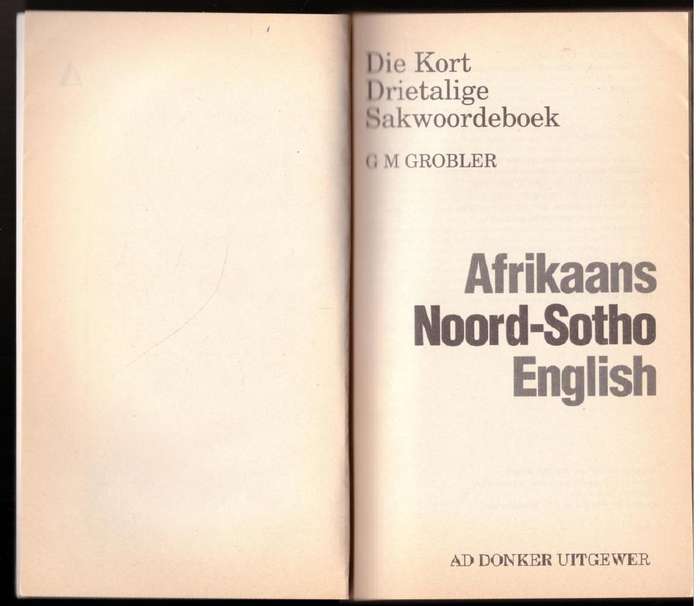 Die Kort
Drietalige
Sakwoordeboek
G M GROBLER
Afrikaans
Noord-Sotho
English
AD DONKER UITGEWER